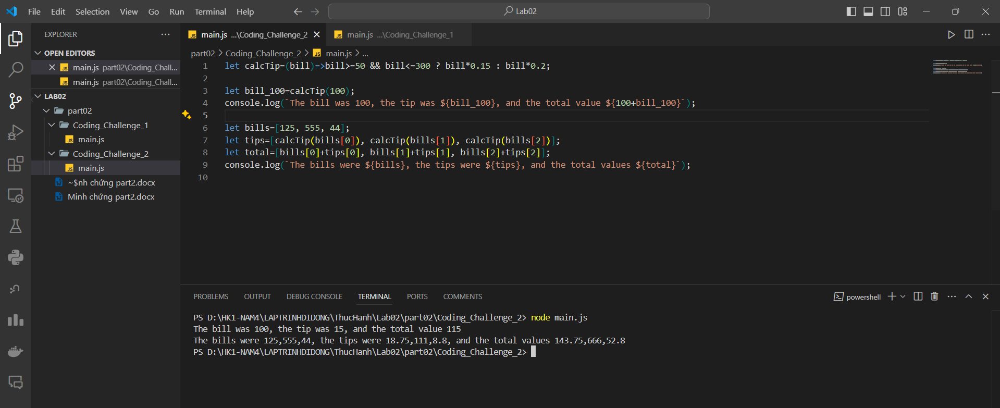 File Edit Selection View Go Run Terminal Help
Lab02
EXPLORER
OPEN EDITORS
main.js part02\Coding_Chall...
main.js part02\Coding_Chall...
LAB02
part02
Coding_Challenge_1
main.js
Coding_Challenge_2
main.js
~$nh chứng part2.docx
Minh chứng part2.docx
main.js ...\Coding_Challenge_2
main.js ...\Coding_Challenge_1
part02 > Coding_Challenge_2 > main.js > ...
1 let calcTip=(bill)=>bill>=50 && bill<=300 ? bill*0.15 : bill*0.2;
2
3 let bill_100=calcTip(100);
4 console.log(`The bill was 100, the tip was ${bill_100}, and the total value ${100+bill_100}`);
5
6 let bills=[125, 555, 44];
7 let tips=[calcTip(bills[0]), calcTip(bills[1]), calcTip(bills[2])];
8 let total=[bills[0]+tips[0], bills[1]+tips[1], bills[2]+tips[2]];
9 console.log(`The bills were ${bills}, the tips were ${tips}, and the total values ${total}`);
10
PROBLEMS OUTPUT DEBUG CONSOLE TERMINAL PORTS COMMENTS
powershell
PS D:\HK1-NAM4\LAPTRINHDIDONG\ThucHanh\Lab02\part02\Coding_Challenge_2> node main.js
The bill was 100, the tip was 15, and the total value 115
The bills were 125,555,44, the tips were 18.75,111,8.8, and the total values 143.75,666,52.8
PS D:\HK1-NAM4\LAPTRINHDIDONG\ThucHanh\Lab02\part02\Coding_Challenge_2>